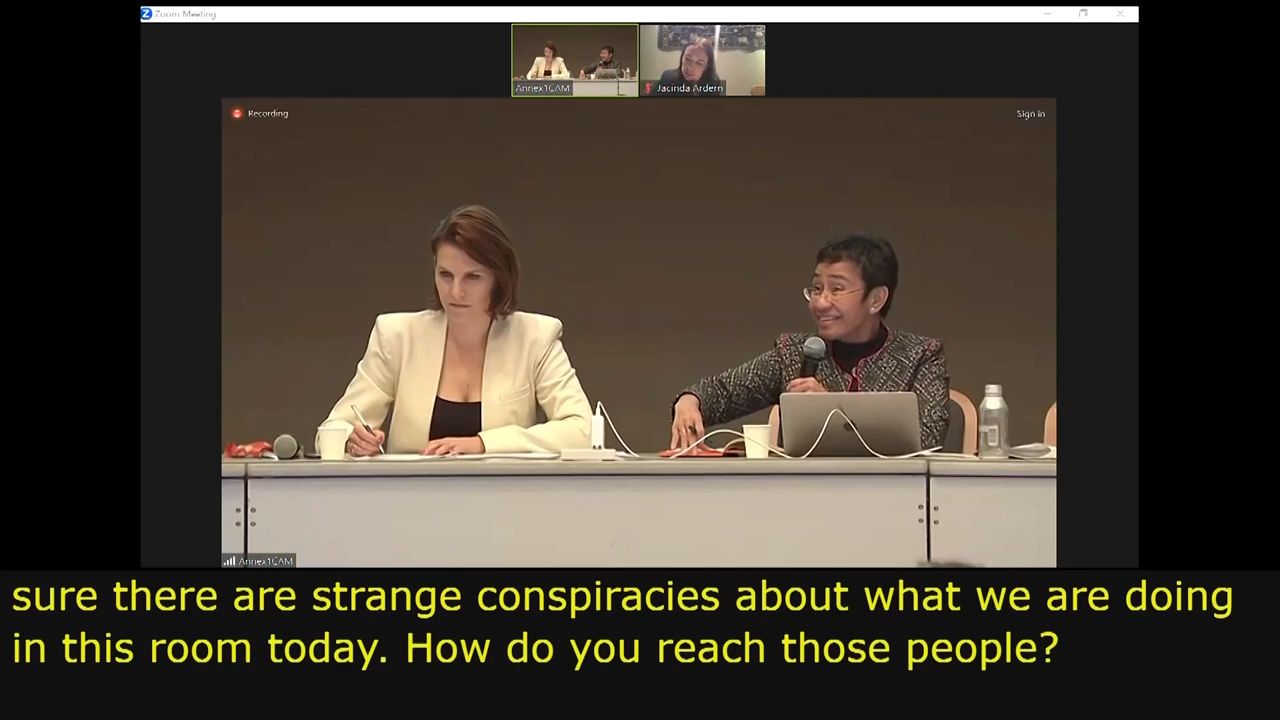 Zoom Meeting
Annex1CAM
Jacinda Ardern
Recording
Sign in
Annex1CAM
sure there are strange conspiracies about what we are doing
in this room today. How do you reach those people?